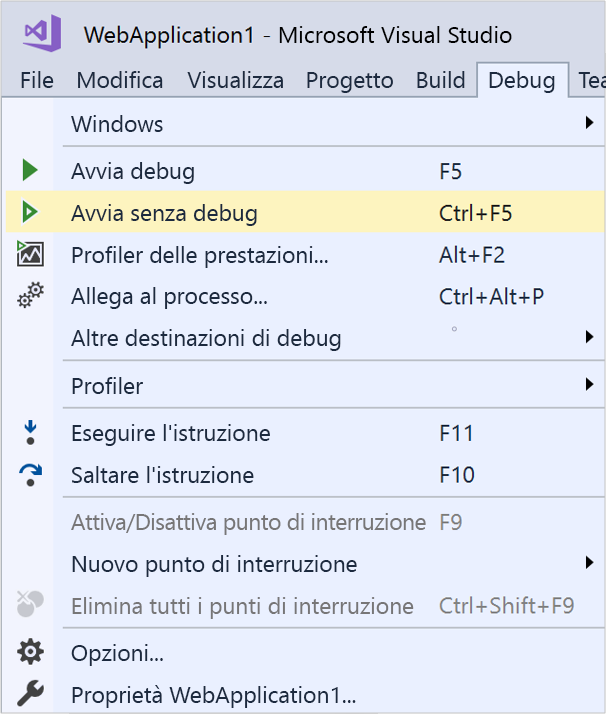 WebApplication1 - Microsoft Visual Studio
File Modifica Visualizza Progetto Build Debug Tea
Windows
Avvia debug F5
Avvia senza debug Ctrl+F5
Profiler delle prestazioni... Alt+F2
Allega al processo... Ctrl+Alt+P
Altre destinazioni di debug
Profiler
Eseguire l'istruzione F11
Saltare l'istruzione F10
Attiva/Disattiva punto di interruzione F9
Nuovo punto di interruzione
Elimina tutti i punti di interruzione Ctrl+Shift+F9
Opzioni...
Proprietà WebApplication1...